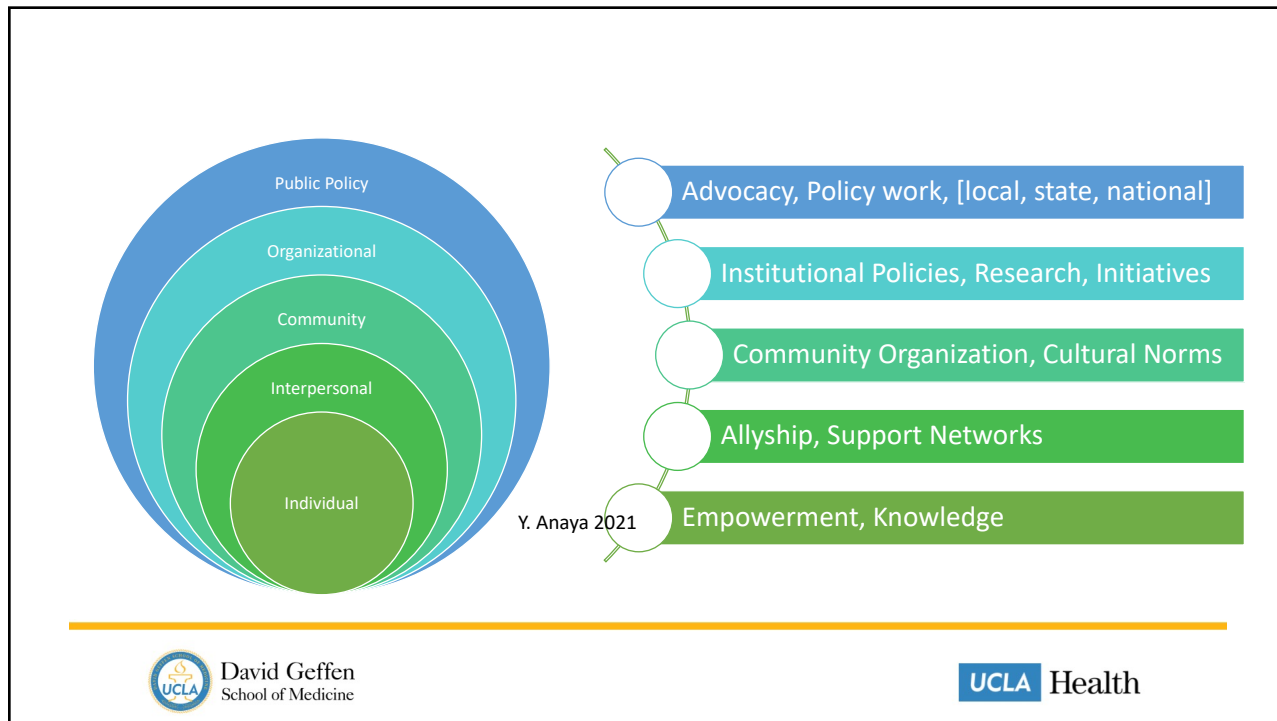 Public Policy
Organizational
Community
Interpersonal
Individual
Advocacy, Policy work, [local, state, national]
Institutional Policies, Research, Initiatives
Community Organization, Cultural Norms
Allyship, Support Networks
Empowerment, Knowledge
Y. Anaya 2021
UCLA
David Geffen
School of Medicine
UCLA Health